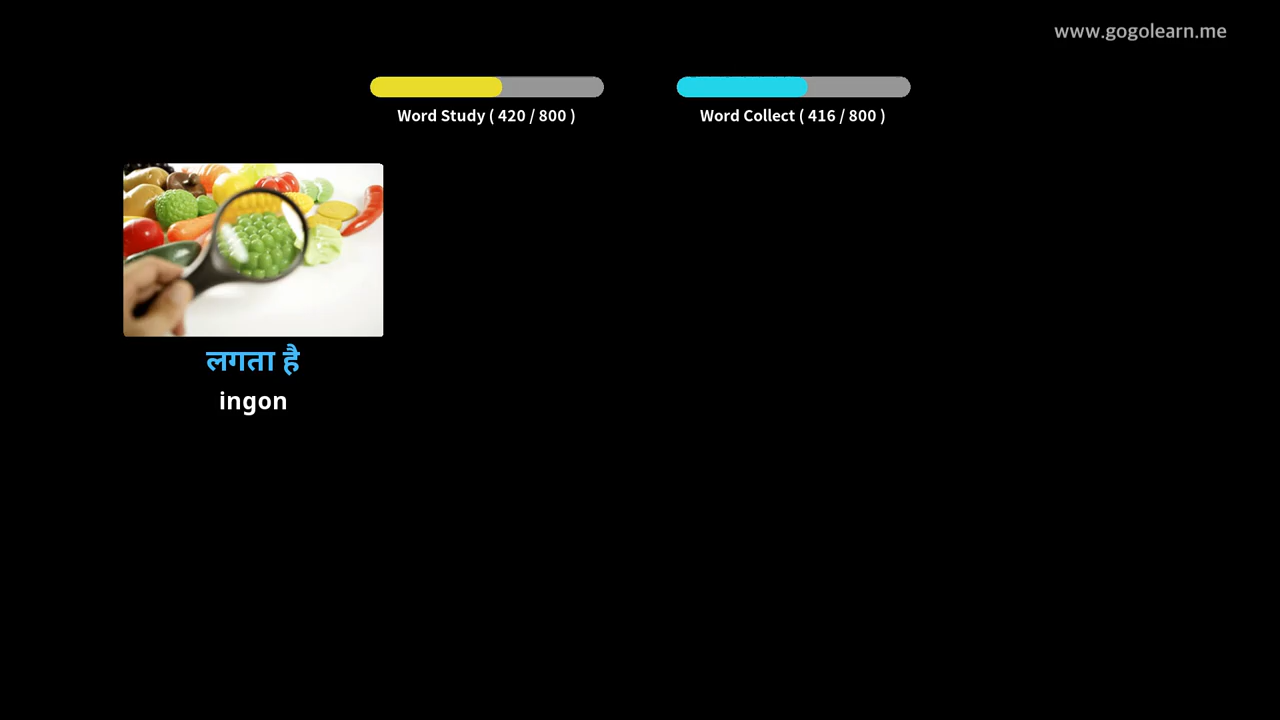 www.gogolearn.me
Word Study ( 420 / 800 )
Word Collect ( 416 / 800 )
लगता है
ingon